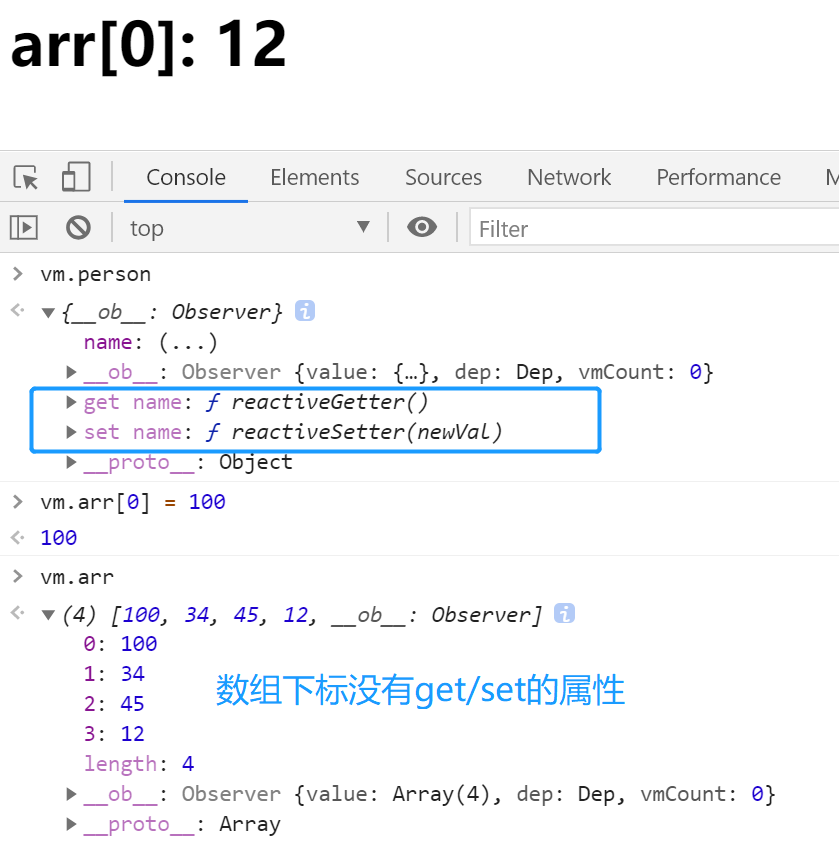 arr[0]: 12
Console Elements Sources Network Performance M
top ▼ Filter
> vm.person
<· ▼{__ob__: Observer} i
name: (...)
▶__ob__: Observer {value: {…}, dep: Dep, vmCount: 0}
▶get name: ƒ reactiveGetter()
▶set name: ƒ reactiveSetter(newVal)
▶__proto__: Object
> vm.arr[0] = 100
<· 100
> vm.arr
<· ▼(4) [100, 34, 45, 12, __ob__: Observer] i
0: 100
1: 34
2: 45
数组下标没有get/set的属性
3: 12
length: 4
▶__ob__: Observer {value: Array(4), dep: Dep, vmCount: 0}
▶__proto__: Array